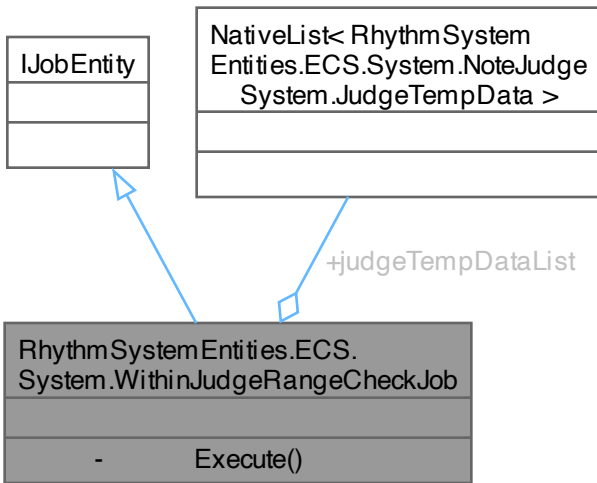 IJobEntity
NativeList< RhythmSystem
Entities.ECS.System.NoteJudge
System.JudgeTempData >
+judgeTempDataList
RhythmSystemEntities.ECS.
System.WithinJudgeRangeCheckJob
- Execute()